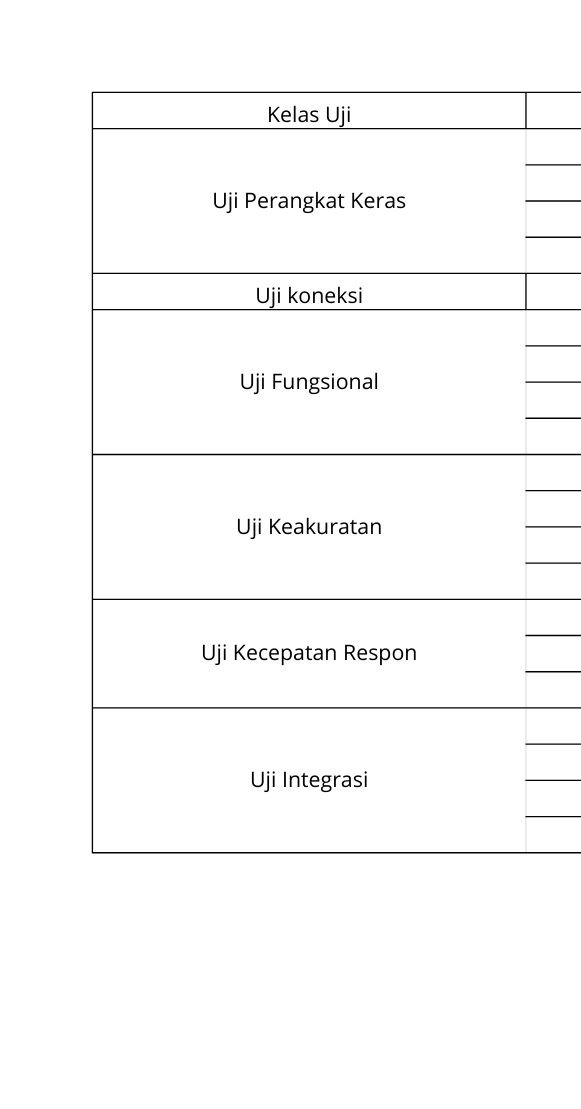 Kelas Uji
Uji Perangkat Keras
Uji koneksi
Uji Fungsional
Uji Keakuratan
Uji Kecepatan Respon
Uji Integrasi